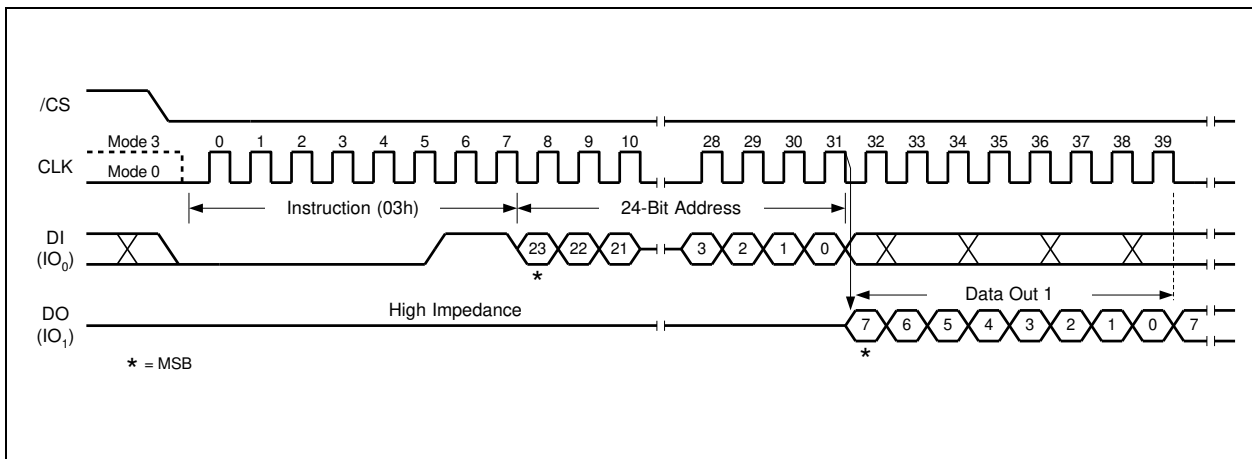 /CS
Mode 3
0 1 2 3 4 5 6 7 8 9 10 28 29 30 31 32 33 34 35 36 37 38 39
CLK
Mode 0
Instruction (03h) 24-Bit Address
DI
(IO0)
23 22 21 3 2 1 0
*
Data Out 1
High Impedance
DO
(IO1)
7 6 5 4 3 2 1 0 7
*
* = MSB